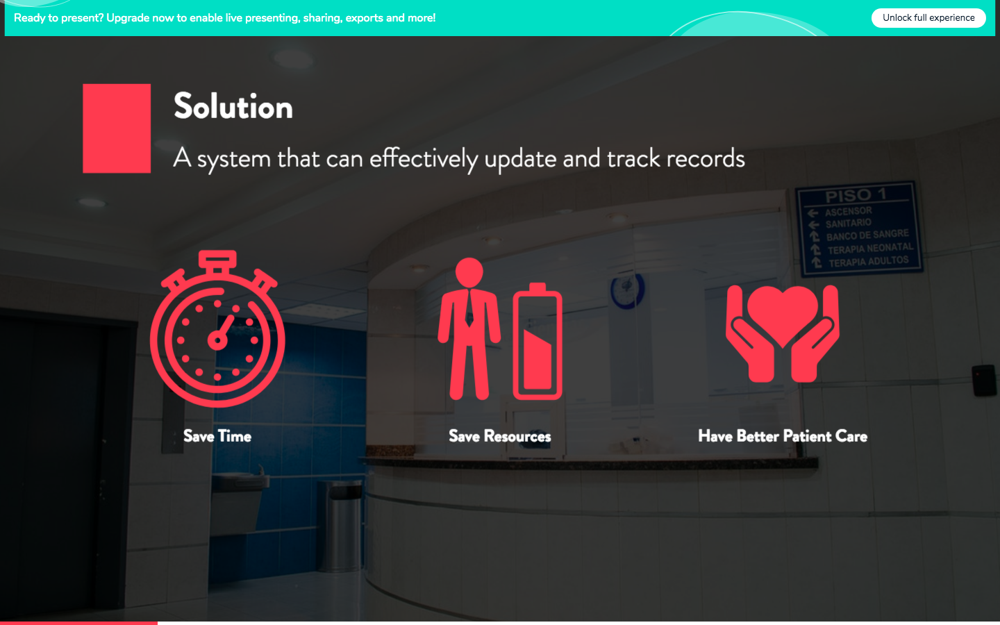 Ready to present? Upgrade now to enable live presenting, sharing, exports and more!
Unlock full experience
Solution
A system that can effectively update and track records
PISO 1
← ASCENSOR
← SANITARIO
BANCO DE SANGRE
TERAPIA NEONATAL
TERAPIA ADULTOS
Save Time
Save Resources
Have Better Patient Care